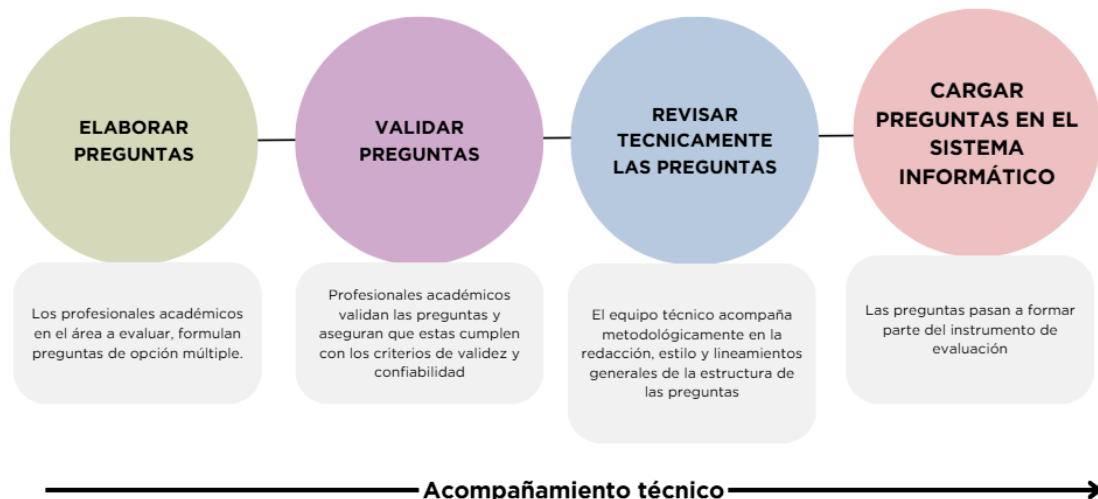 ELABORAR
PREGUNTAS
VALIDAR
PREGUNTAS
REVISAR
TECNICAMENTE
LAS PREGUNTAS
CARGAR
PREGUNTAS EN EL
SISTEMA
INFORMÁTICO
Los profesionales académicos
en el área a evaluar, formulan
preguntas de opción múltiple.
Profesionales académicos
validan las preguntas y
aseguran que estas cumplen
con los criterios de validez y
confiabilidad
El equipo técnico acompaña
metodológicamente en la
redacción, estilo y lineamientos
generales de la estructura de
las preguntas
Las preguntas pasan a formar
parte del instrumento de
evaluación
Acompañamiento técnico